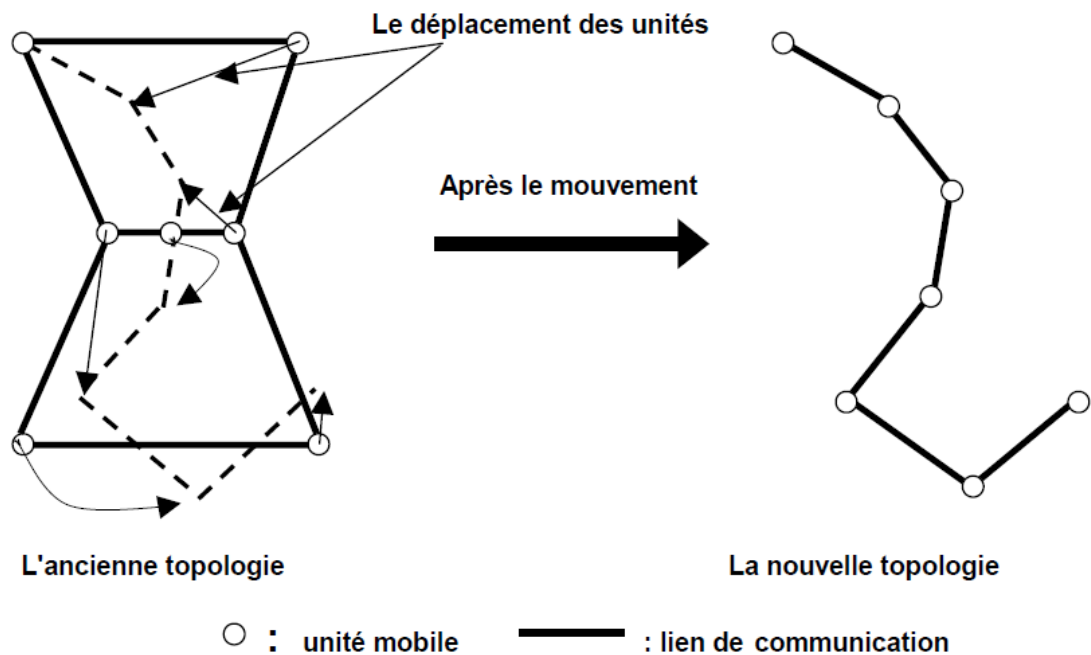 Le déplacement des unités
Après le mouvement
L'ancienne topologie
La nouvelle topologie
: unité mobile
: lien de communication